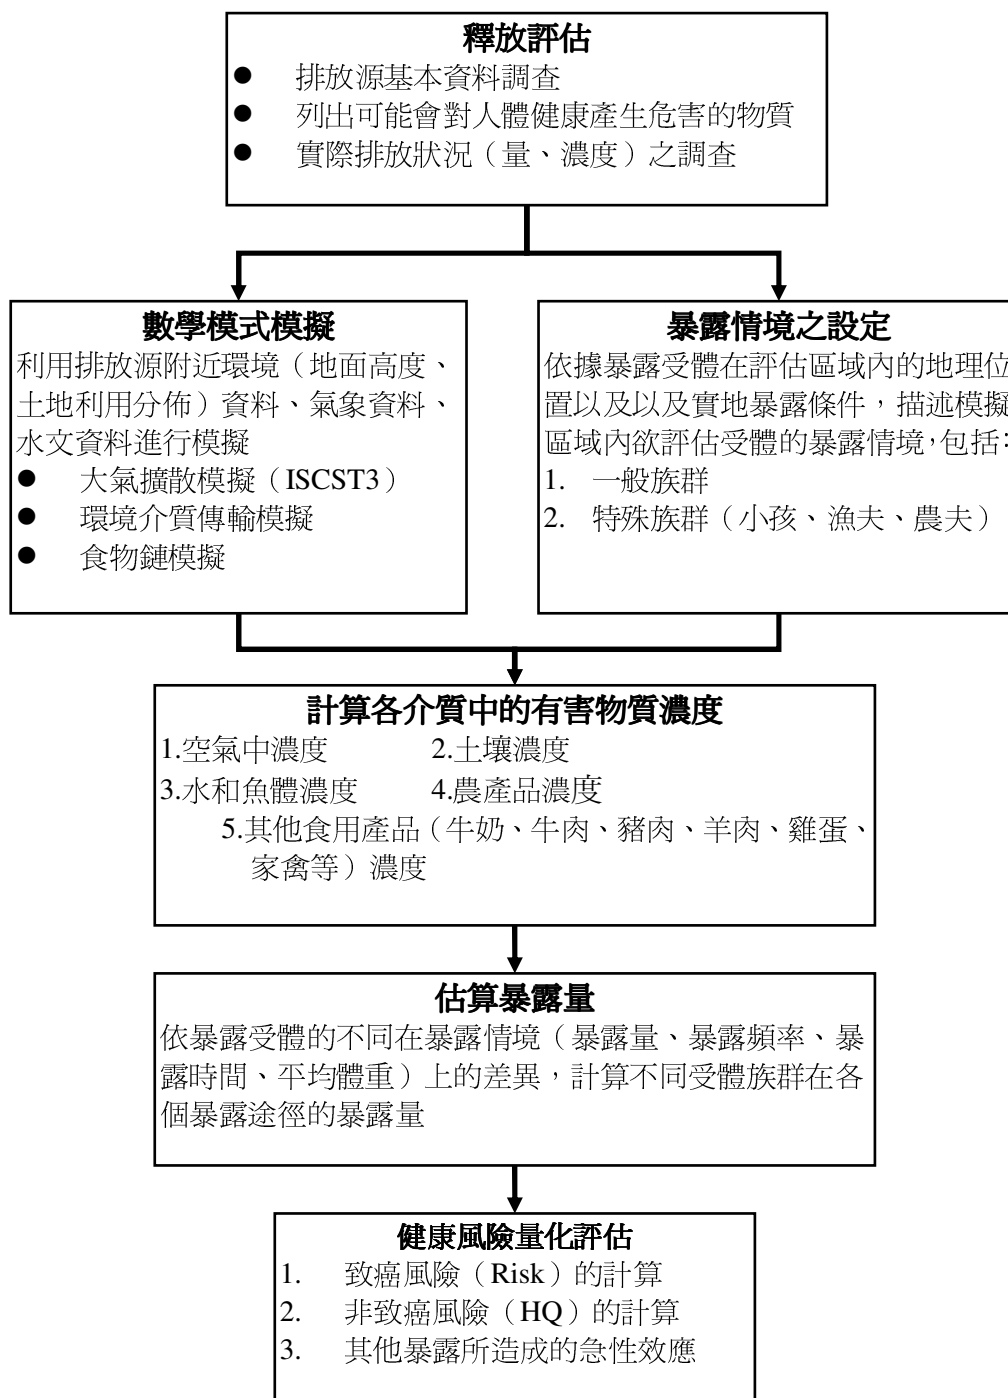 釋放評估
● 排放源基本資料調查
● 列出可能會對人體健康產生危害的物質
● 實際排放狀況（量、濃度）之調查
數學模式模擬
利用排放源附近環境（地面高度、
土地利用分佈）資料、氣象資料、
水文資料進行模擬
● 大氣擴散模擬（ISCST3）
● 環境介質傳輸模擬
● 食物鏈模擬
暴露情境之設定
依據暴露受體在評估區域內的地理位
置以及以及實地暴露條件，描述模擬
區域內欲評估受體的暴露情境，包括：
1. 一般族群
2. 特殊族群（小孩、漁夫、農夫）
計算各介質中的有害物質濃度
1.空氣中濃度 2.土壤濃度
3.水和魚體濃度 4.農產品濃度
5.其他食用產品（牛奶、牛肉、豬肉、羊肉、雞蛋、
家禽等）濃度
估算暴露量
依暴露受體的不同在暴露情境（暴露量、暴露頻率、暴
露時間、平均體重）上的差異，計算不同受體族群在各
個暴露途徑的暴露量
健康風險量化評估
1. 致癌風險（Risk）的計算
2. 非致癌風險（HQ）的計算
3. 其他暴露所造成的急性效應